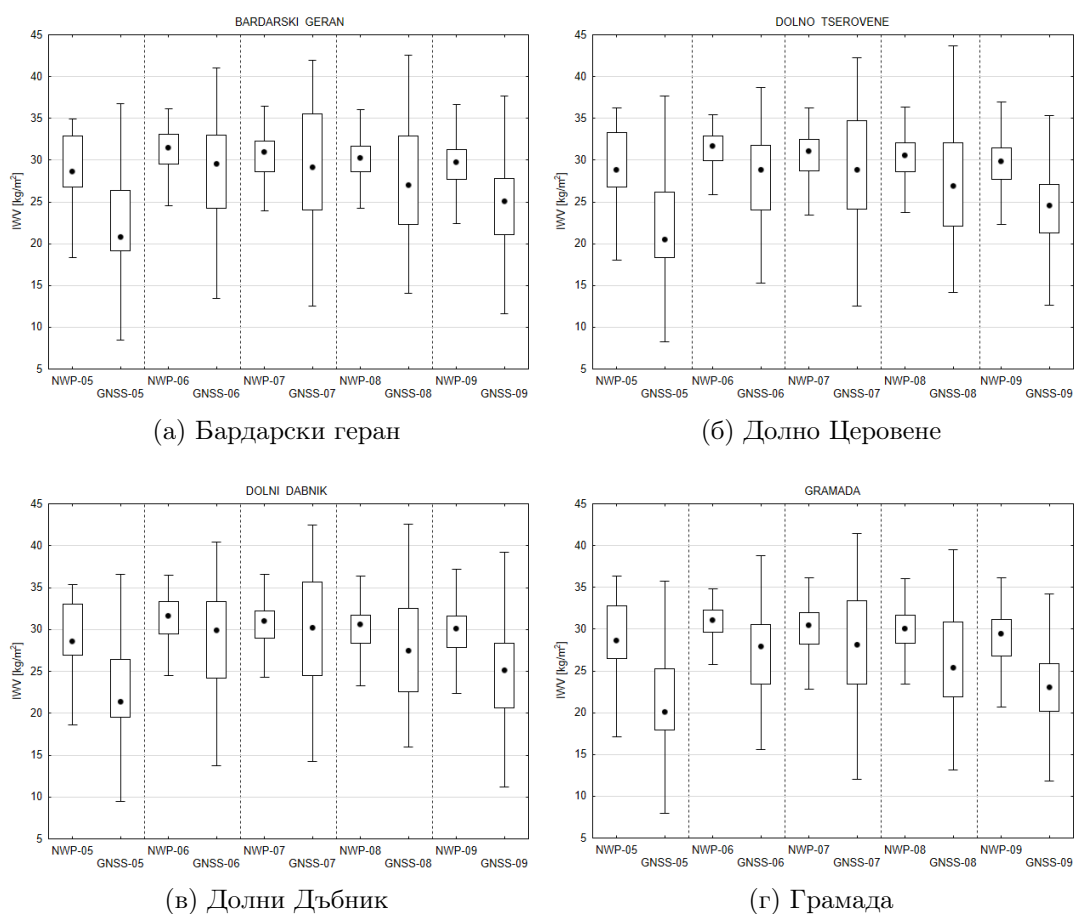 BARDARSKI GERAN
45
40
35
30
25
20
15
10
5
IWV [kg/m²]
NWP-05 NWP-06 NWP-07 NWP-08 NWP-09
GNSS-05 GNSS-06 GNSS-07 GNSS-08 GNSS-09
(а) Бардарски геран
DOLNO TSEROVENE
45
40
35
30
25
20
15
10
5
IWV [kg/m²]
NWP-05 NWP-06 NWP-07 NWP-08 NWP-09
GNSS-05 GNSS-06 GNSS-07 GNSS-08 GNSS-09
(б) Долно Церовене
DOLNI DABNIK
45
40
35
30
25
20
15
10
5
IWV [kg/m²]
NWP-05 NWP-06 NWP-07 NWP-08 NWP-09
GNSS-05 GNSS-06 GNSS-07 GNSS-08 GNSS-09
(в) Долни Дъбник
GRAMADA
45
40
35
30
25
20
15
10
5
IWV [kg/m²]
NWP-05 NWP-06 NWP-07 NWP-08 NWP-09
GNSS-05 GNSS-06 GNSS-07 GNSS-08 GNSS-09
(г) Грамада